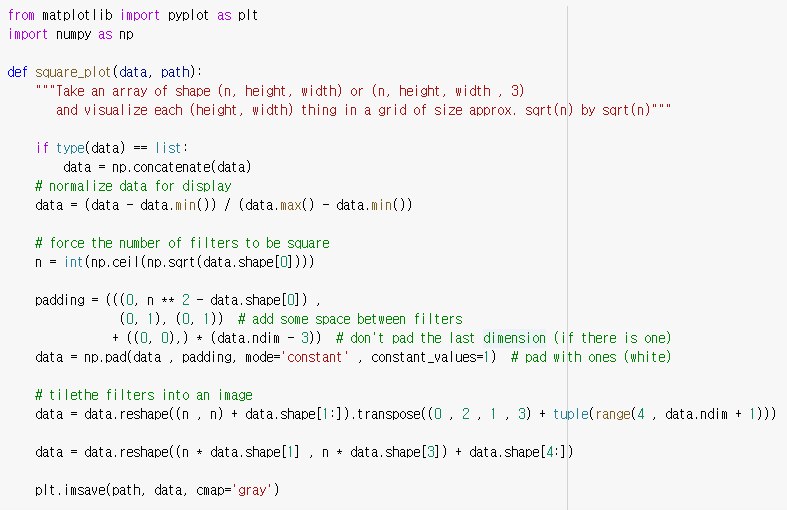 from matplotlib import pyplot as plt
import numpy as np

def square_plot(data, path):
    """Take an array of shape (n, height, width) or (n, height, width , 3)
       and visualize each (height, width) thing in a grid of size approx. sqrt(n) by sqrt(n)"""

    if type(data) == list:
        data = np.concatenate(data)
    # normalize data for display
    data = (data - data.min()) / (data.max() - data.min())

    # force the number of filters to be square
    n = int(np.ceil(np.sqrt(data.shape[0])))

    padding = (((0, n ** 2 - data.shape[0]) ,
                (0, 1), (0, 1))  # add some space between filters
               + ((0, 0),) * (data.ndim - 3))  # don't pad the last dimension (if there is one)
    data = np.pad(data , padding, mode='constant' , constant_values=1)  # pad with ones (white)

    # tilethe filters into an image
    data = data.reshape((n , n) + data.shape[1:]).transpose((0 , 2 , 1 , 3) + tuple(range(4 , data.ndim + 1)))

    data = data.reshape((n * data.shape[1] , n * data.shape[3]) + data.shape[4:])

    plt.imsave(path, data, cmap='gray')